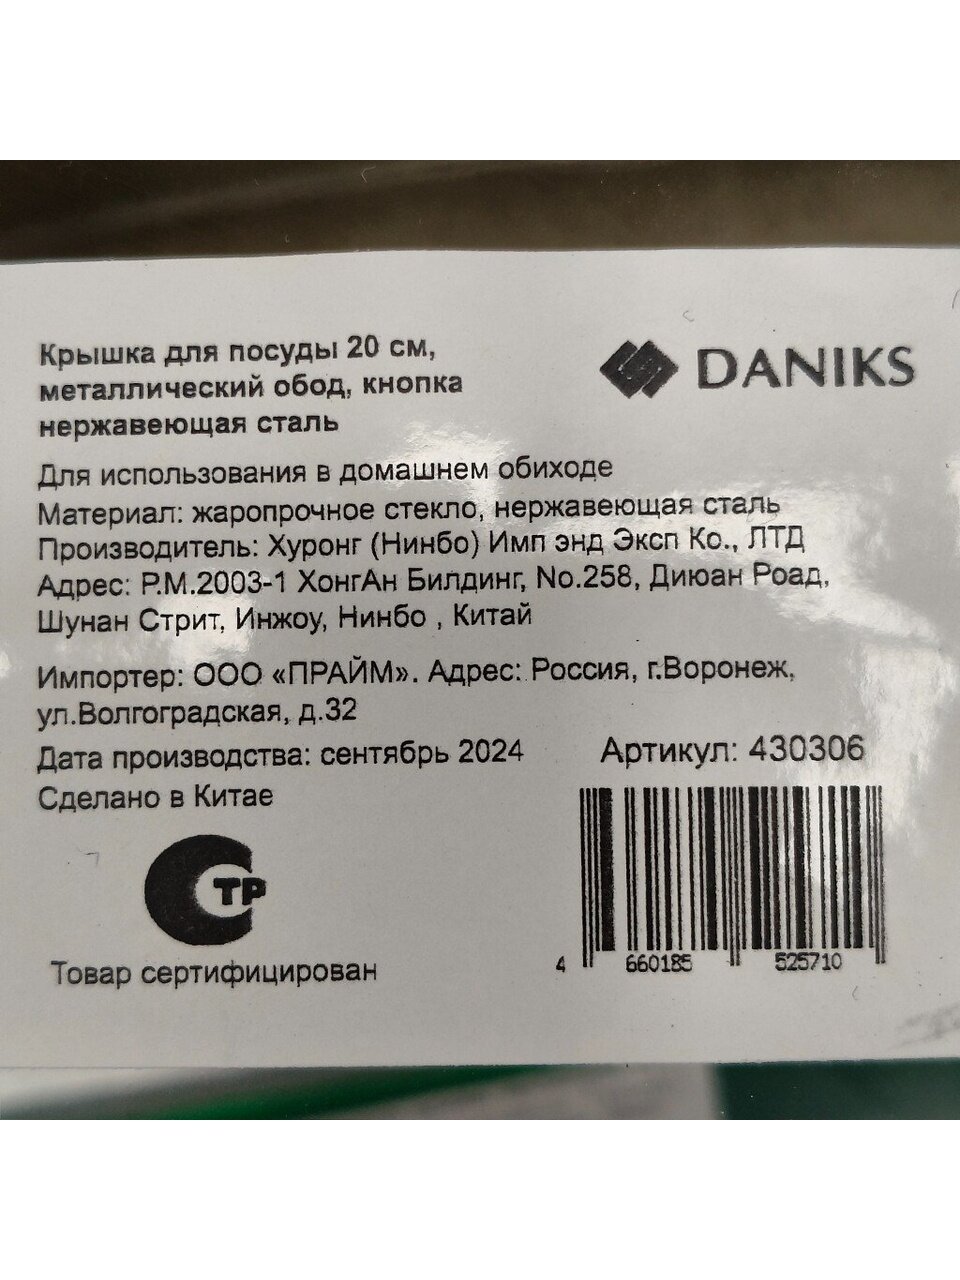 Крышка для посуды 20 см,
металлический обод, кнопка
нержавеющая сталь
DANIKS
Для использования в домашнем обиходе
Материал: жаропрочное стекло, нержавеющая сталь
Производитель: Хуронг (Нинбо) Имп энд Эксп Ко., ЛТД
Адрес: Р.М.2003-1 ХонгАн Билдинг, No.258, Диюан Роад,
Шунан Стрит, Инжоу, Нинбо , Китай
Импортер: ООО «ПРАЙМ». Адрес: Россия, г.Воронеж,
ул.Волгоградская, д.32
Дата производства: сентябрь 2024
Сделано в Китае
Артикул: 430306
4 660185 525710
СТР
Товар сертифицирован